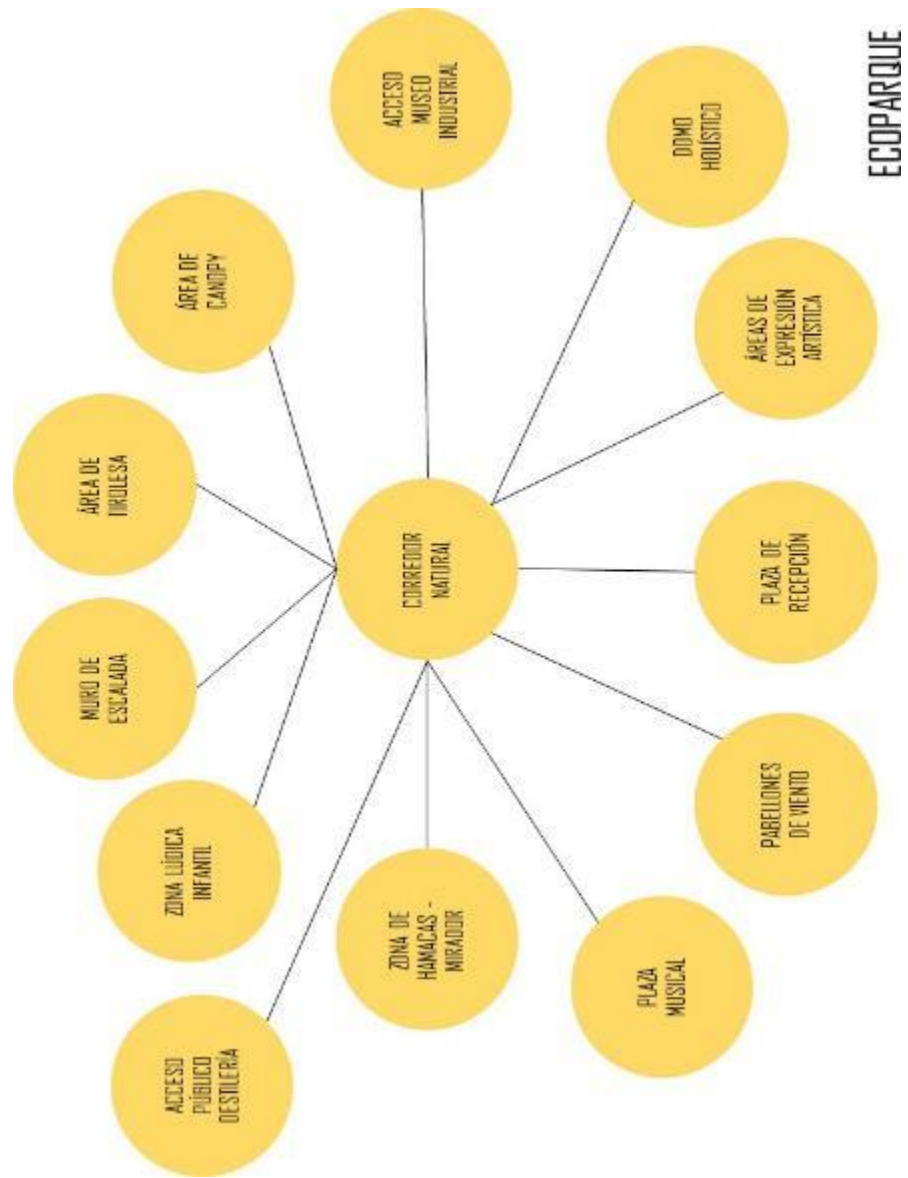 ECOPARQUE
ACCESO
PÚBLICO
DESTILERÍA
ZONA LÚDICA
INFANTIL
MURO DE
ESCALADA
ÁREA DE
TIROLESA
ÁREA DE
CANOPY
ACCESO
MUSEO
INDUSTRIAL
ZONA DE
HAMACAS -
MIRADOR
CORREDOR
NATURAL
PLAZA
MUSICAL
PABELLONES
DE VIENTO
PLAZA DE
RECEPCIÓN
ÁREAS DE
EXPRESIÓN
ARTÍSTICA
DOMO
HOLÍSTICO